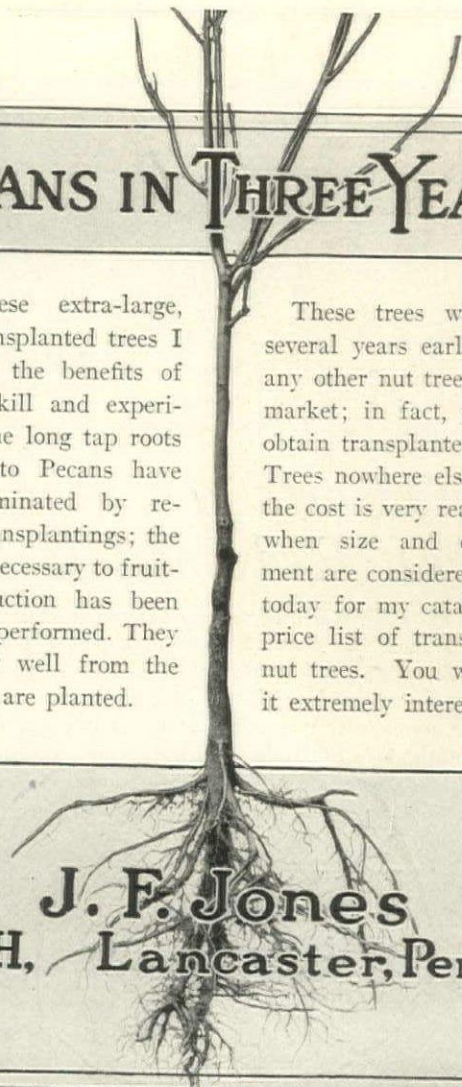 ANS IN THREE YEA
ese extra-large,
nsplanted trees I
the benefits of
kill and experi-
e long tap roots
to Pecans have
minated by re-
nsplantings; the
ecessary to fruit-
uction has been
performed. They
well from the
are planted.
These trees w
several years earl
any other nut tree
market; in fact,
obtain transplante
Trees nowhere els
the cost is very rea
when size and
ment are considere
today for my cata
price list of trans
nut trees. You w
it extremely intere
J. F. Jones
H, Lancaster, Pen